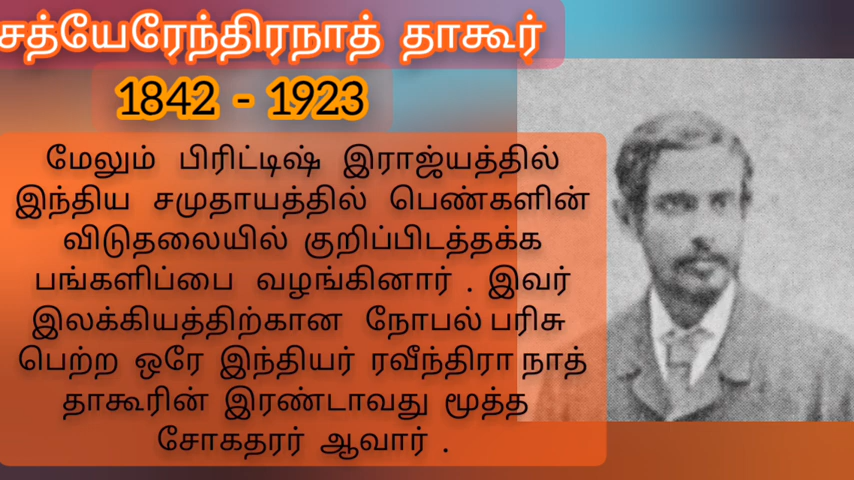 சத்யேரேந்திரநாத் தாகூர்
1842 - 1923
மேலும் பிரிட்டிஷ் இராஜ்யத்தில்
இந்திய சமுதாயத்தில் பெண்களின்
விடுதலையில் குறிப்பிடத்தக்க
பங்களிப்பை வழங்கினார் . இவர்
இலக்கியத்திற்கான நோபல் பரிசு
பெற்ற ஒரே இந்தியர் ரவீந்திரா நாத்
தாகூரின் இரண்டாவது மூத்த
சோகதரர் ஆவார் .